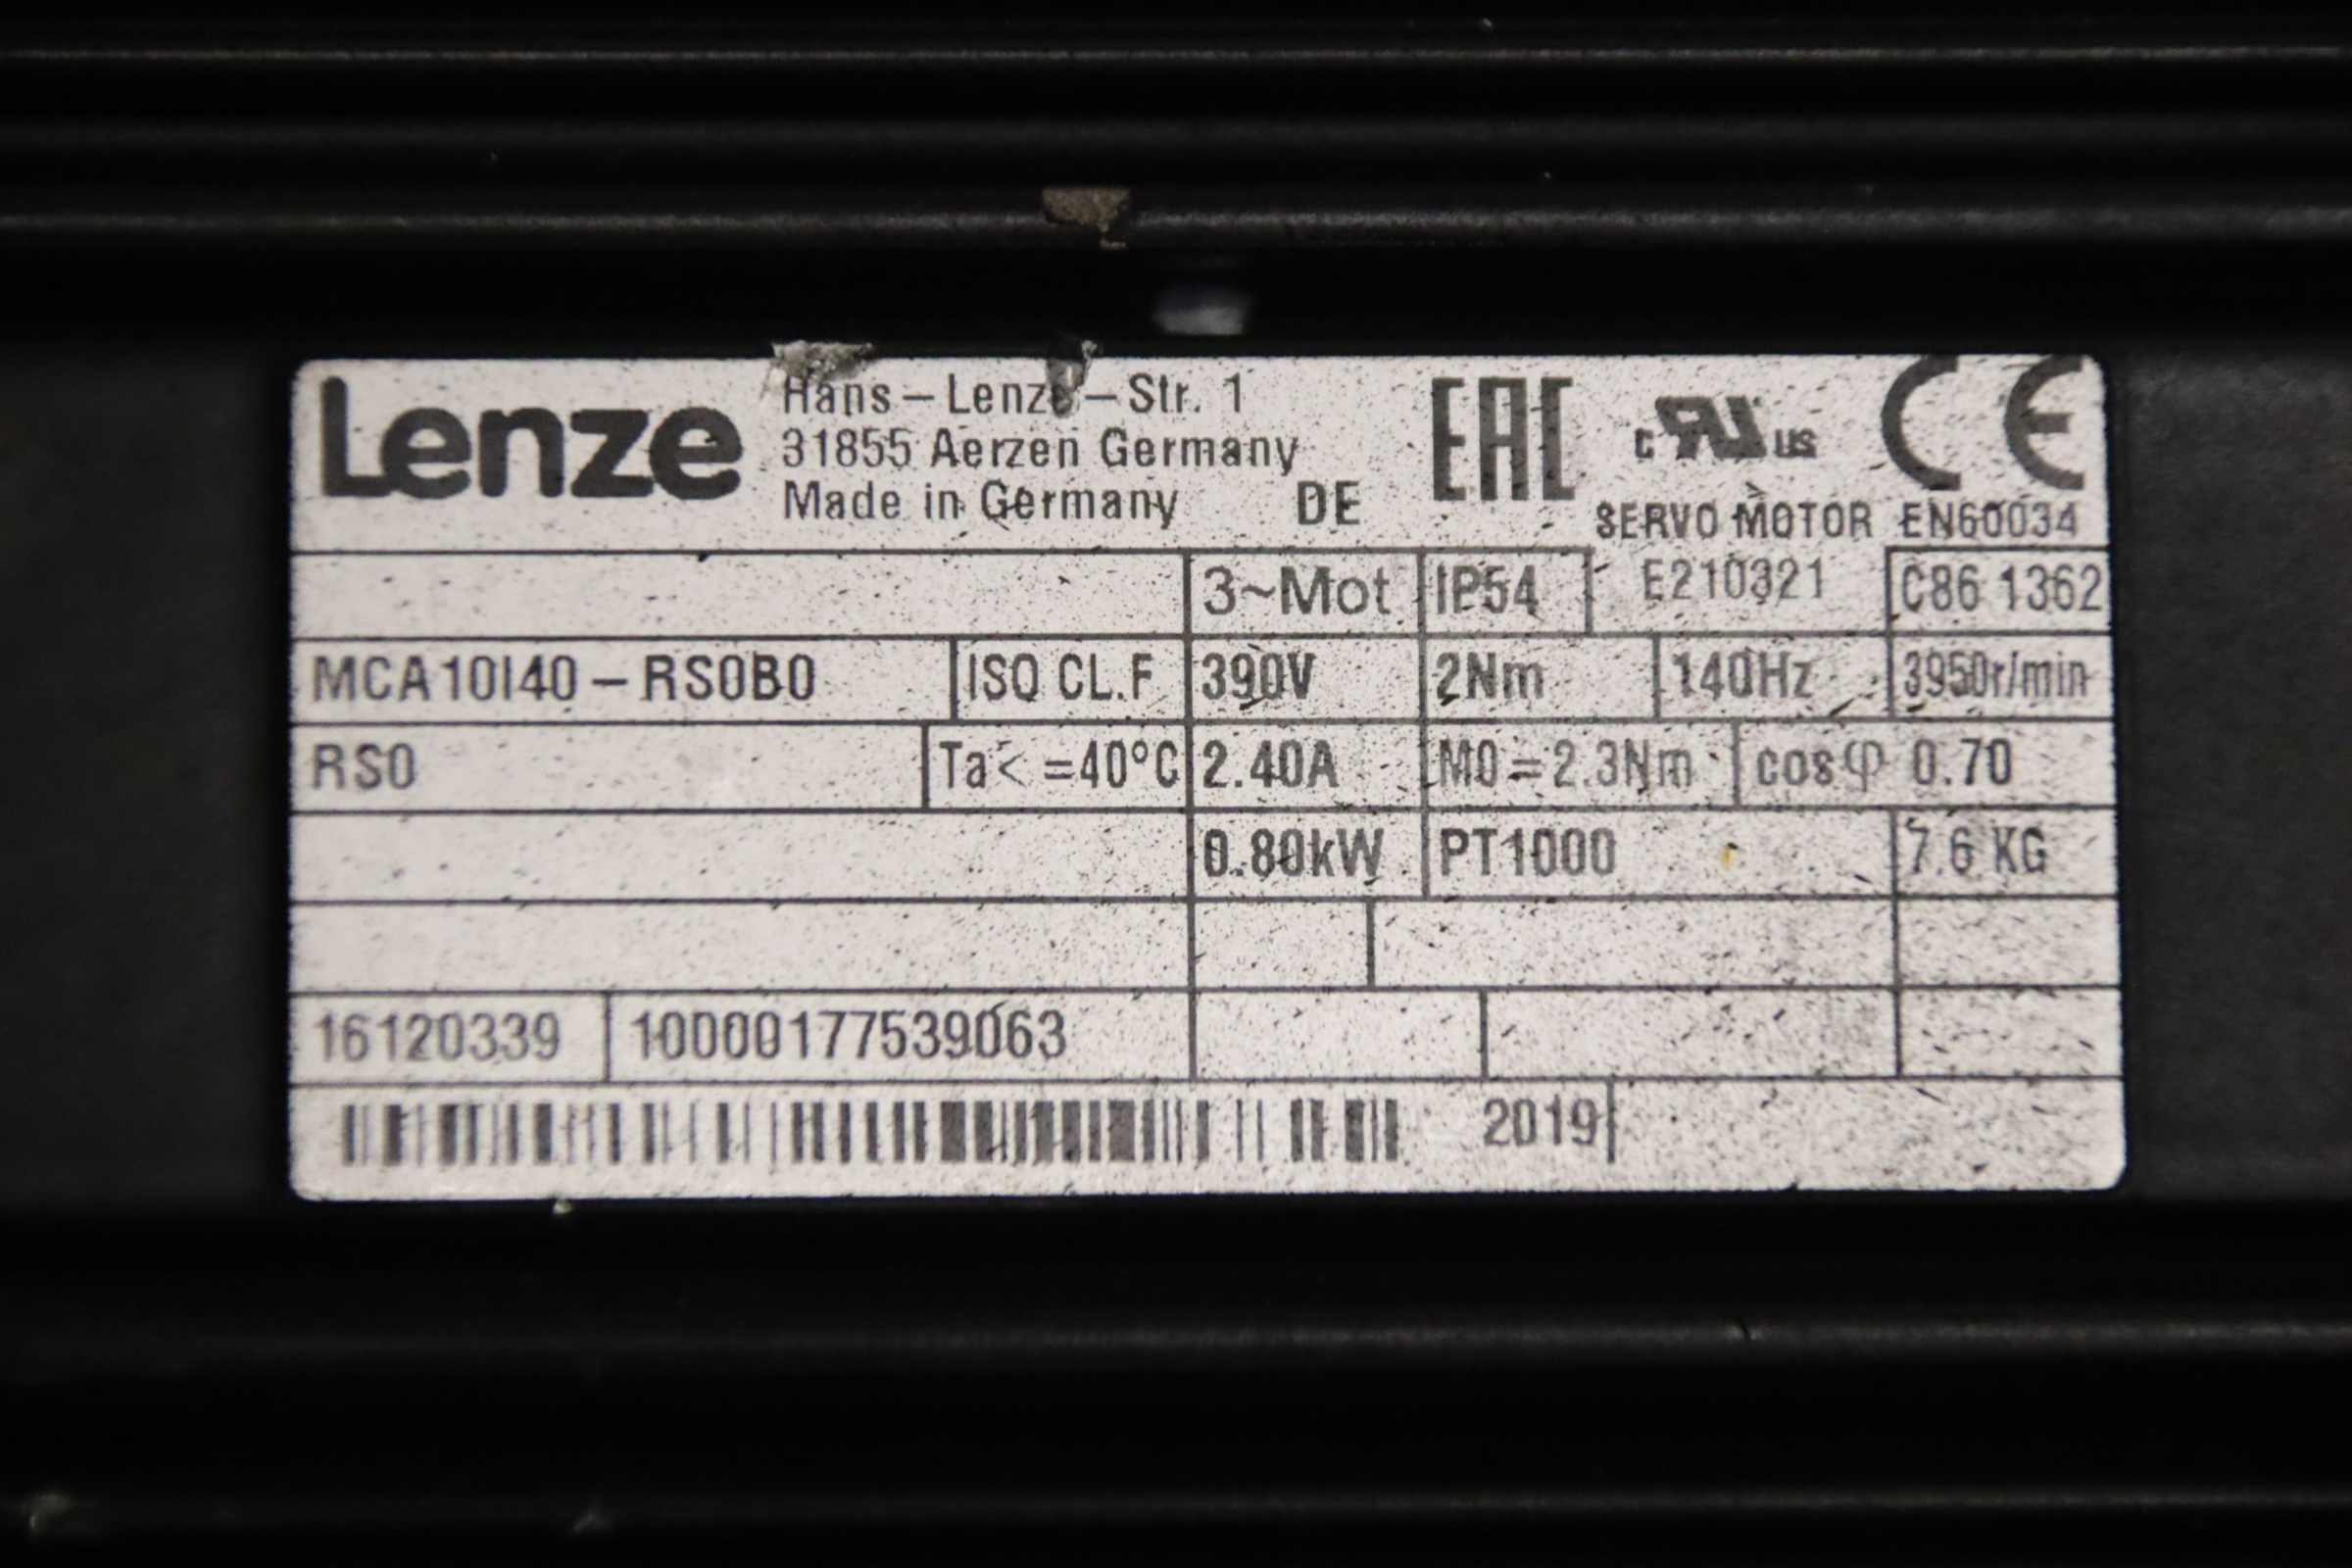 Lenze
Hans-Lenze-Str. 1
31855 Aerzen Germany
Made in Germany DE
EAC
c RU us
CE
SERVO MOTOR EN60034
3~Mot IP54 E210321 C86 1362
MCA10I40-RS0B0 ISO CL.F 390V 2Nm 140Hz 3950r/min
RS0 Ta<=40°C 2.40A M0=2.3Nm cosφ 0.70
0.80kW PT1000 7.6 KG
16120339 10000177539063
2019